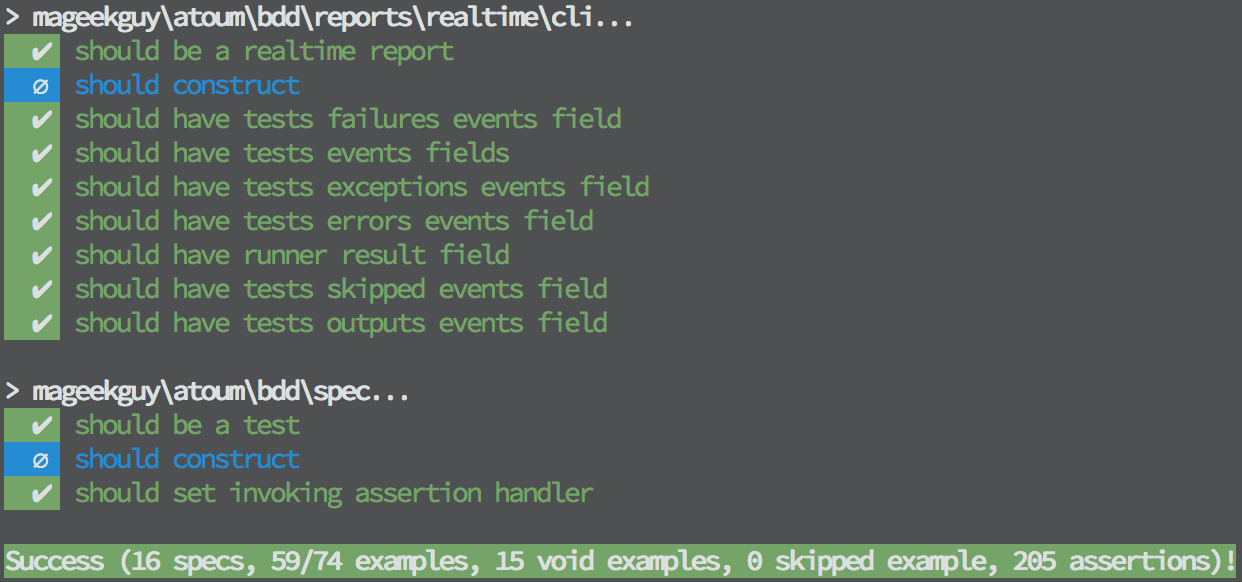 > mageekguy\atoum\bdd\reports\realtime\cli...
✔ should be a realtime report
∅ should construct
✔ should have tests failures events field
✔ should have tests events fields
✔ should have tests exceptions events field
✔ should have tests errors events field
✔ should have runner result field
✔ should have tests skipped events field
✔ should have tests outputs events field
> mageekguy\atoum\bdd\spec...
✔ should be a test
∅ should construct
✔ should set invoking assertion handler
Success (16 specs, 59/74 examples, 15 void examples, 0 skipped example, 205 assertions)!